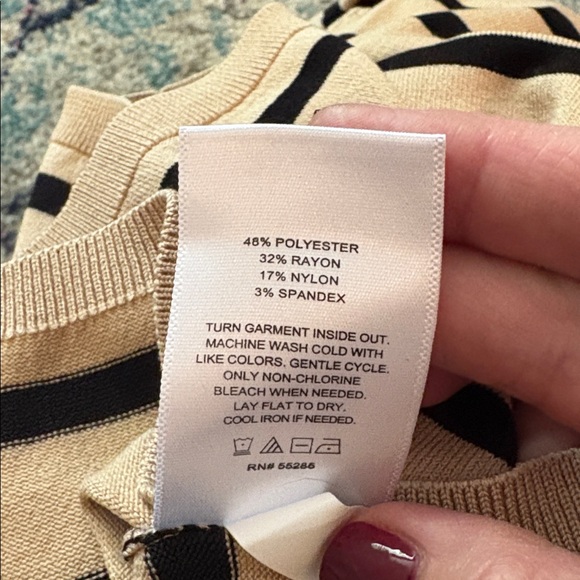 48% POLYESTER
32% RAYON
17% NYLON
3% SPANDEX
TURN GARMENT INSIDE OUT.
MACHINE WASH COLD WITH
LIKE COLORS. GENTLE CYCLE.
ONLY NON-CHLORINE
BLEACH WHEN NEEDED.
LAY FLAT TO DRY.
COOL IRON IF NEEDED.
RN# 55285